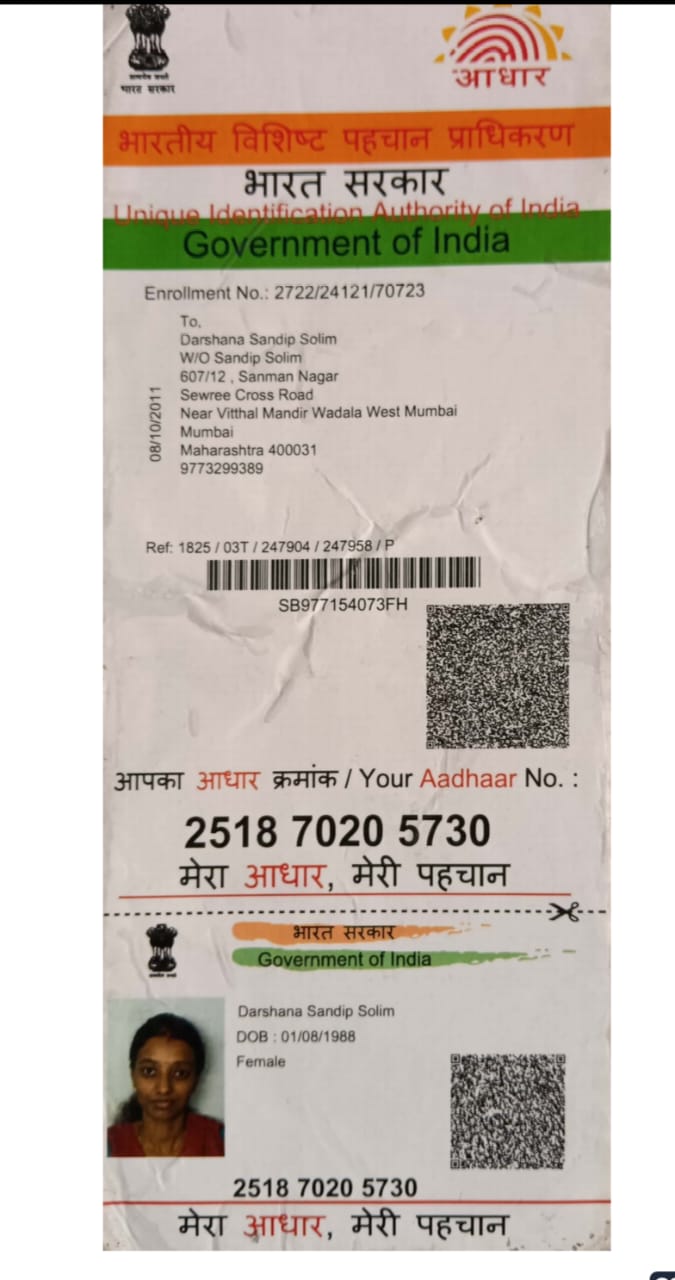 भारत सरकार
आधार
भारतीय विशिष्ट पहचान प्राधिकरण
भारत सरकार
Unique Identification Authority of India
Government of India
Enrollment No.: 2722/24121/70723
To,
Darshana Sandip Solim
W/O Sandip Solim
607/12 , Sanman Nagar
Sewree Cross Road
Near Vitthal Mandir Wadala West Mumbai
Mumbai
Maharashtra 400031
9773299389
08/10/2011
Ref: 1825 / 03T / 247904 / 247958 / P
SB977154073FH
आपका आधार क्रमांक / Your Aadhaar No. :
2518 7020 5730
मेरा आधार, मेरी पहचान
भारत सरकार
Government of India
Darshana Sandip Solim
DOB : 01/08/1988
Female
2518 7020 5730
मेरा आधार, मेरी पहचान